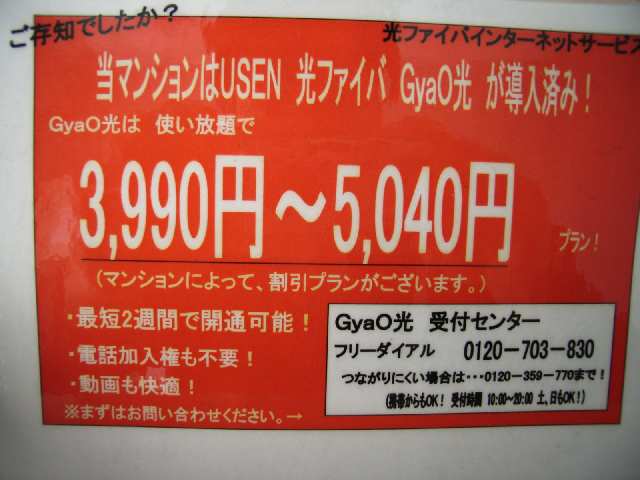 ご存知でしたか？
光ファイバインターネットサービス
当マンションはUSEN 光ファイバ GyaO光 が導入済み！
GyaO光は 使い放題で
3,990円～5,040円
プラン！
（マンションによって、割引プランがございます。）
・最短2週間で開通可能！
・電話加入権も不要！
・動画も快適！
※まずはお問い合わせください。→
GyaO光 受付センター
フリーダイアル 0120－703－830
つながりにくい場合は・・・0120－359－770まで！
（携帯からもOK！ 受付時間 10:00～20:00 土、日もOK！）